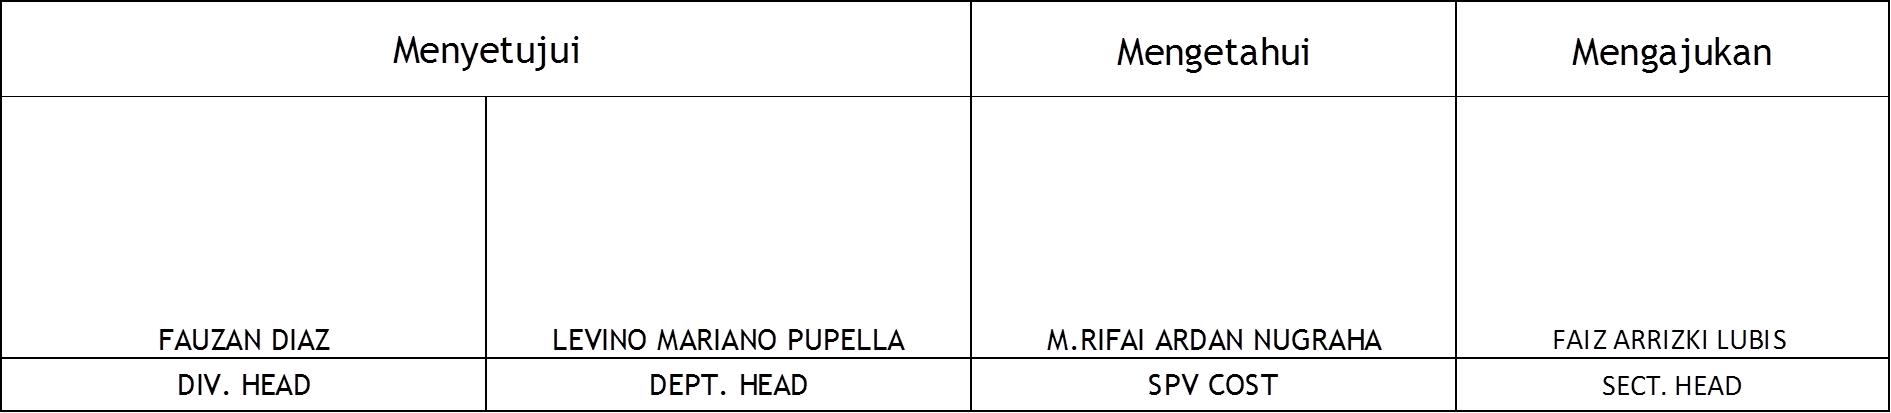 Menyetujui
Mengetahui
Mengajukan
FAUZAN DIAZ
LEVINO MARIANO PUPELLA
M.RIFAI ARDAN NUGRAHA
FAIZ ARRIZKI LUBIS
DIV. HEAD
DEPT. HEAD
SPV COST
SECT. HEAD